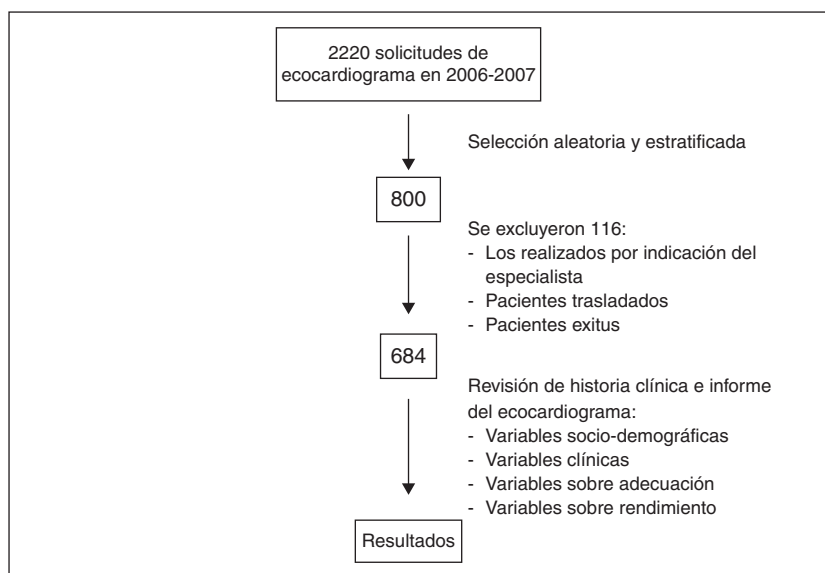 2220 solicitudes de
ecocardiograma en 2006-2007
Selección aleatoria y estratificada
800
Se excluyeron 116:
- Los realizados por indicación del
especialista
- Pacientes trasladados
- Pacientes exitus
684
Revisión de historia clínica e informe
del ecocardiograma:
- Variables socio-demográficas
- Variables clínicas
- Variables sobre adecuación
- Variables sobre rendimiento
Resultados